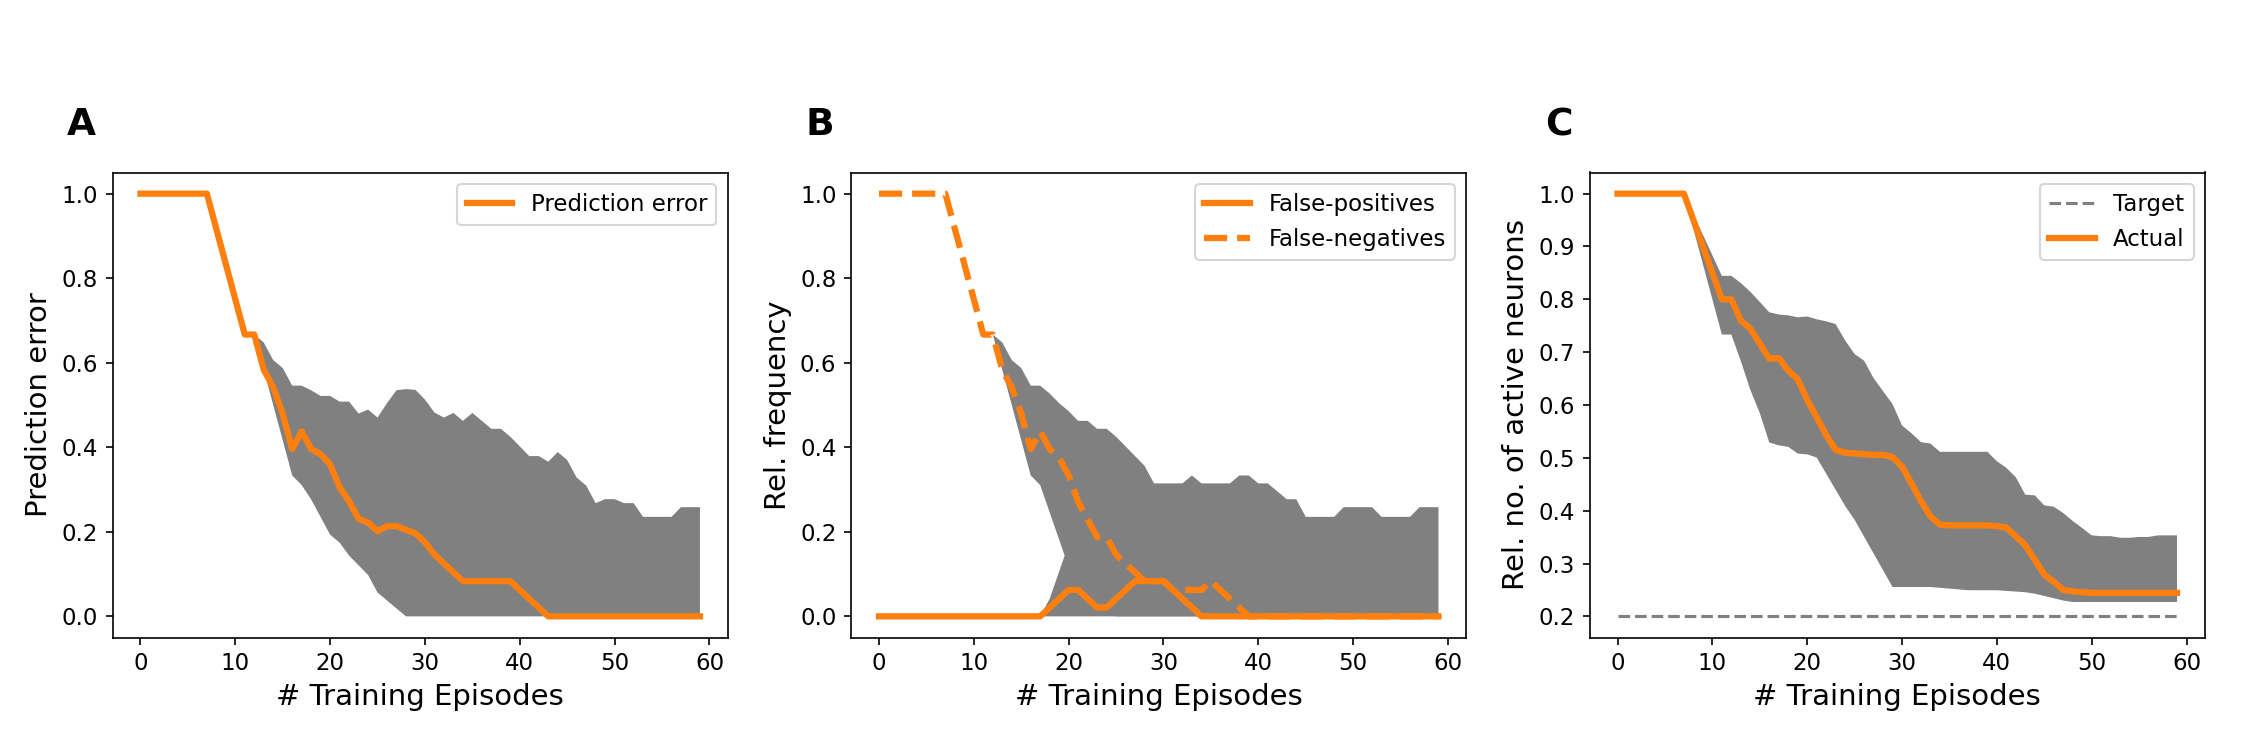 A
B
C
Prediction error
1.0
0.8
0.6
0.4
0.2
0.0
0 10 20 30 40 50 60
# Training Episodes
Prediction error
Rel. frequency
1.0
0.8
0.6
0.4
0.2
0.0
0 10 20 30 40 50 60
# Training Episodes
False-positives
False-negatives
Rel. no. of active neurons
1.0
0.9
0.8
0.7
0.6
0.5
0.4
0.3
0.2
0 10 20 30 40 50 60
# Training Episodes
Target
Actual